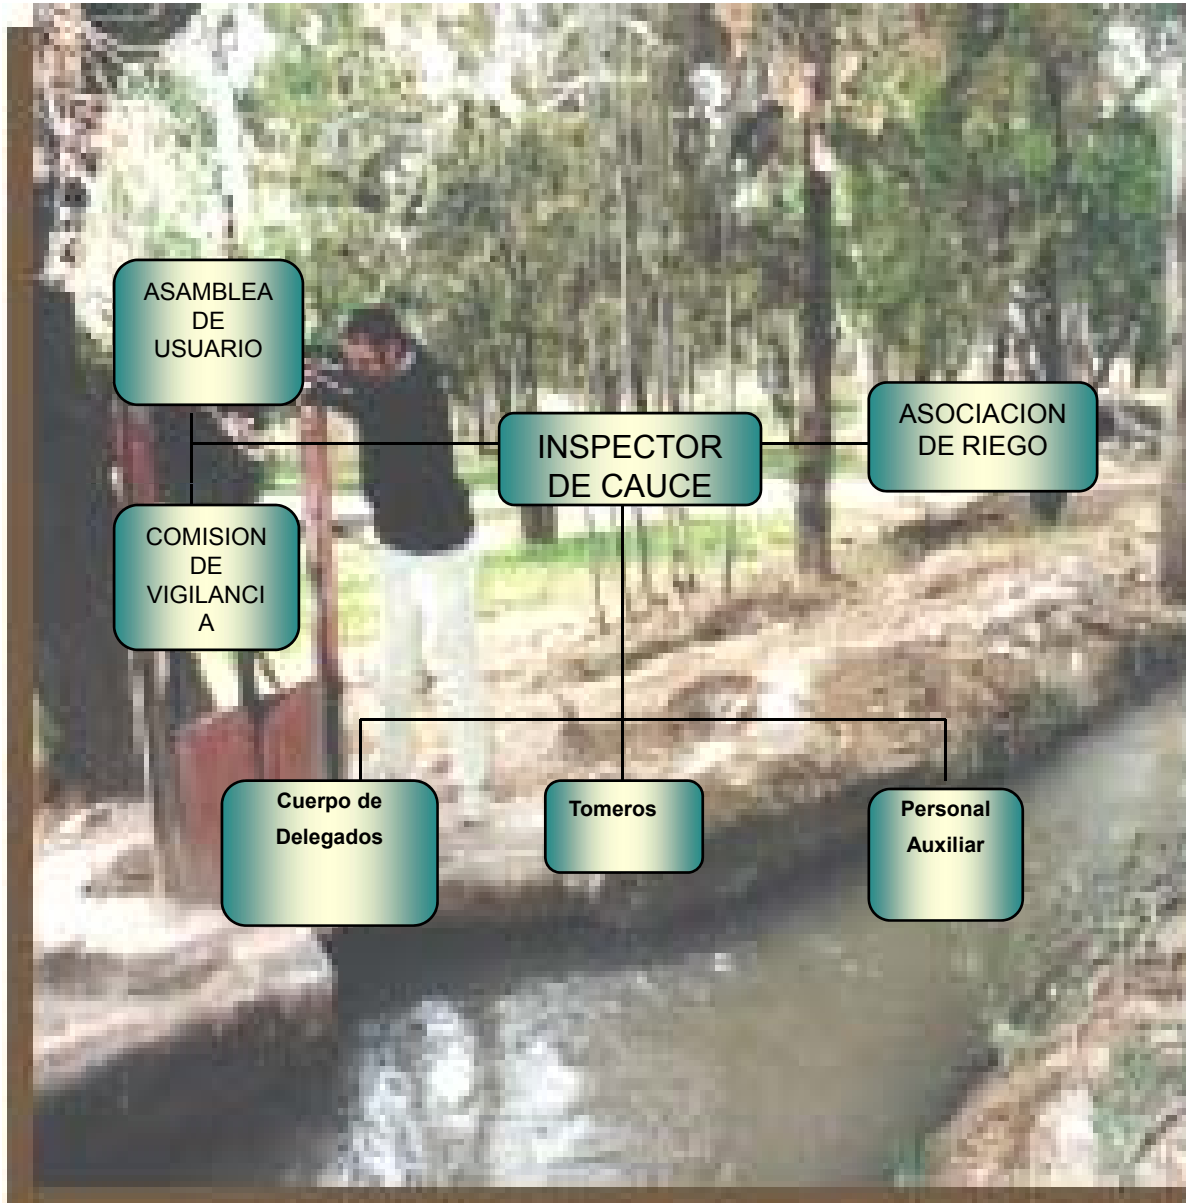 ASAMBLEA
DE
USUARIO
INSPECTOR
DE CAUCE
ASOCIACION
DE RIEGO
COMISION
DE
VIGILANCI
A
Cuerpo de
Delegados
Tomeros
Personal
Auxiliar